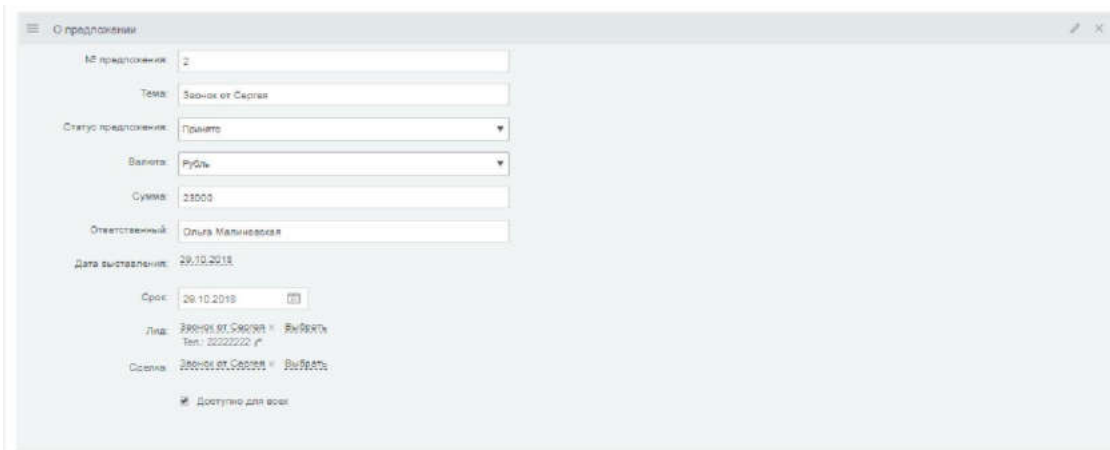 О предложении
№ предложения: 2
Тема: Звонок от Сергея
Статус предложения: Принято
Валюта: Рубль
Сумма: 23000
Ответственный: Ольга Малиновская
Дата выставления: 29.10.2018
Срок: 29.10.2018
Лид: Звонок от Сергея × Выбрать
Тел.: 22222222
Сделка: Звонок от Сергея × Выбрать
Доступно для всех